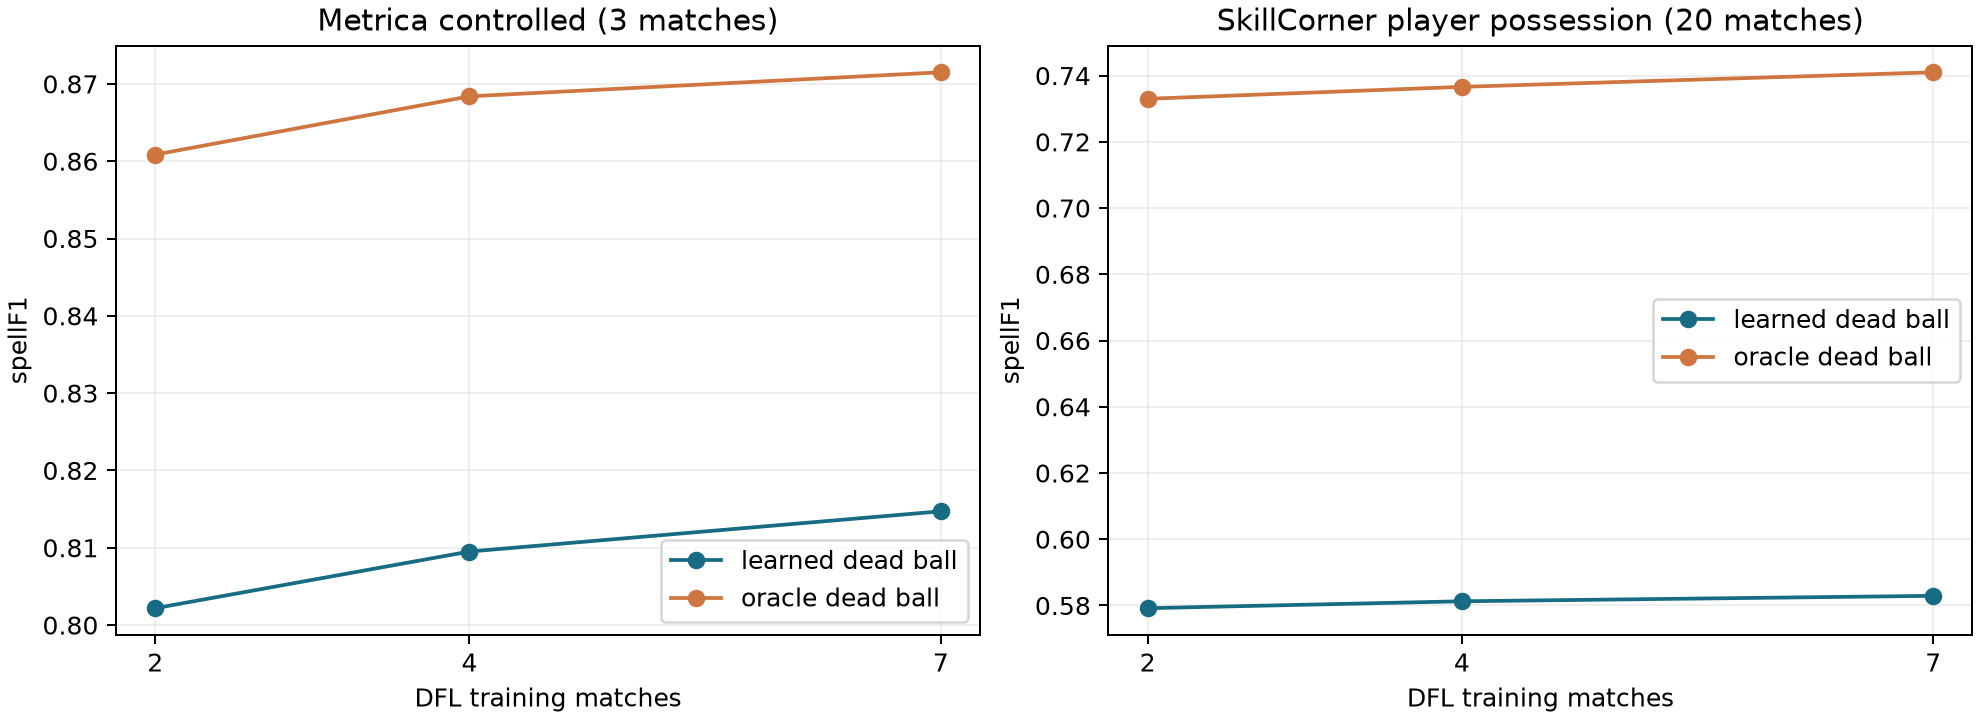 Metrica controlled (3 matches)
spellF1
0.87
0.86
0.85
0.84
0.83
0.82
0.81
0.80
2
4
7
DFL training matches
learned dead ball
oracle dead ball
SkillCorner player possession (20 matches)
spellF1
0.74
0.72
0.70
0.68
0.66
0.64
0.62
0.60
0.58
2
4
7
DFL training matches
learned dead ball
oracle dead ball